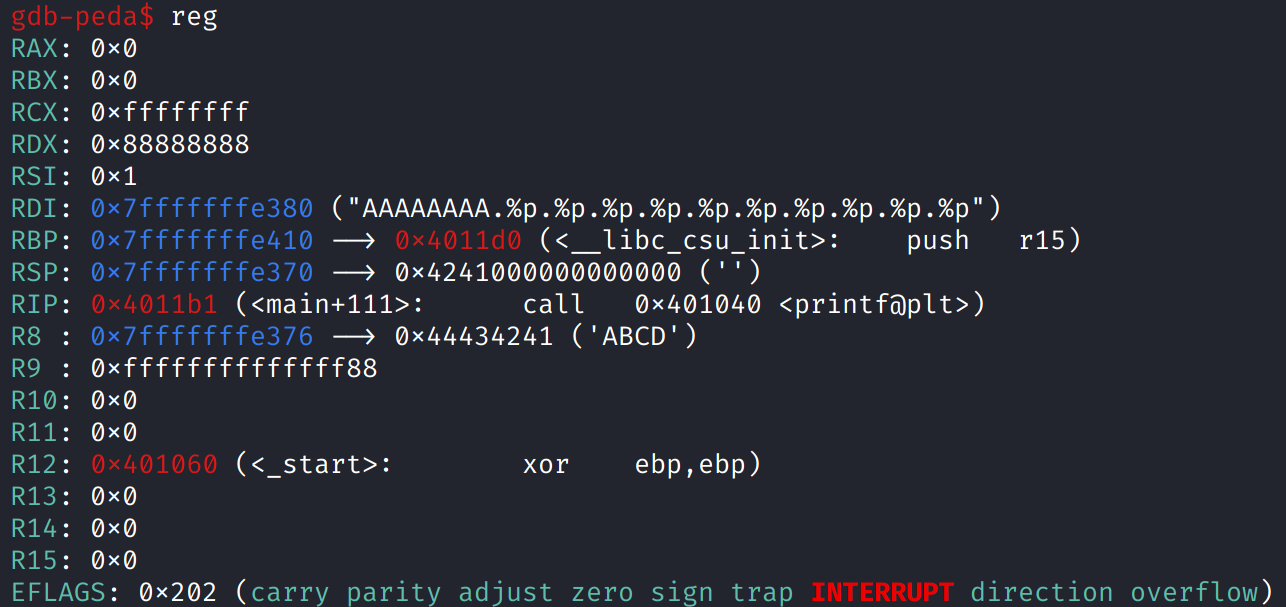 gdb-peda$ reg
RAX: 0x0
RBX: 0x0
RCX: 0xffffffff
RDX: 0x88888888
RSI: 0x1
RDI: 0x7fffffffe380 ("AAAAAAAA.%p.%p.%p.%p.%p.%p.%p.%p.%p.%p")
RBP: 0x7fffffffe410 --> 0x4011d0 (<__libc_csu_init>: push r15)
RSP: 0x7fffffffe370 --> 0x4241000000000000 ('')
RIP: 0x4011b1 (<main+111>: call 0x401040 <printf@plt>)
R8 : 0x7fffffffe376 --> 0x44434241 ('ABCD')
R9 : 0xffffffffffffff88
R10: 0x0
R11: 0x0
R12: 0x401060 (<_start>: xor ebp,ebp)
R13: 0x0
R14: 0x0
R15: 0x0
EFLAGS: 0x202 (carry parity adjust zero sign trap INTERRUPT direction overflow)